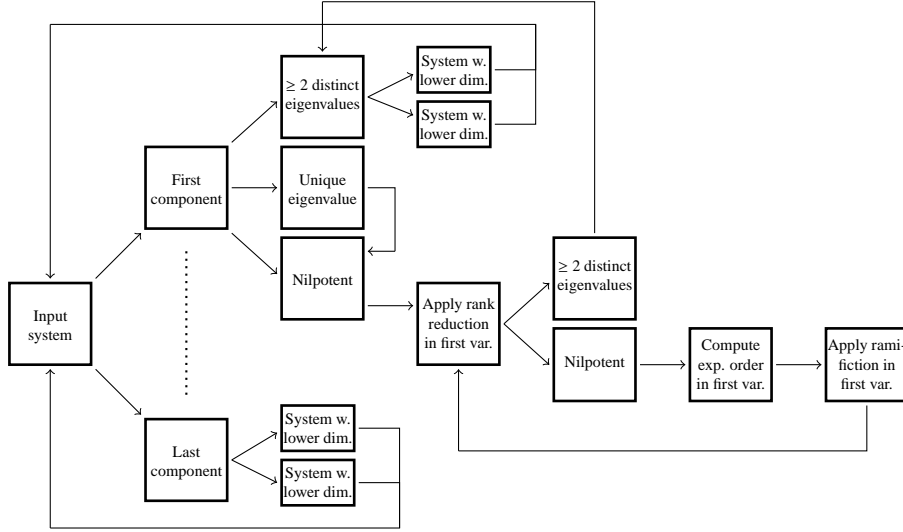 ≥ 2 distinct
eigenvalues
System w.
lower dim.
System w.
lower dim.
First
component
Unique
eigenvalue
Nilpotent
≥ 2 distinct
eigenvalues
Input
system
Apply rank
reduction
in first var.
Nilpotent
Compute
exp. order
in first var.
Apply rami-
fiction in
first var.
Last
component
System w.
lower dim.
System w.
lower dim.